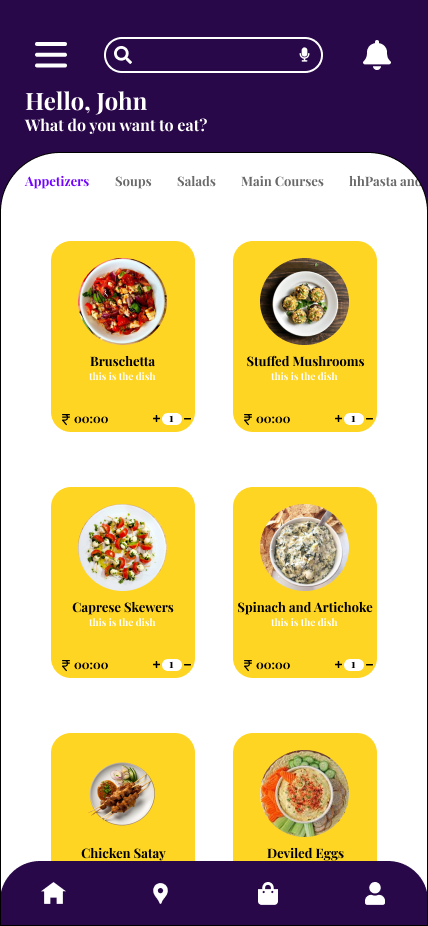 Hello, John
What do you want to eat?
Appetizers Soups Salads Main Courses hhPasta and
Bruschetta
this is the dish
₹ 00:00 + 1 −
Stuffed Mushrooms
this is the dish
₹ 00:00 + 1 −
Caprese Skewers
this is the dish
₹ 00:00 + 1 −
Spinach and Artichoke
this is the dish
₹ 00:00 + 1 −
Chicken Satay
Deviled Eggs